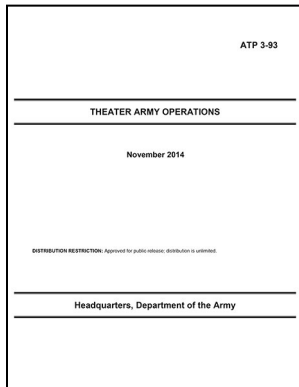 ATP 3-93
THEATER ARMY OPERATIONS
November 2014
DISTRIBUTION RESTRICTION: Approved for public release; distribution is unlimited.
Headquarters, Department of the Army